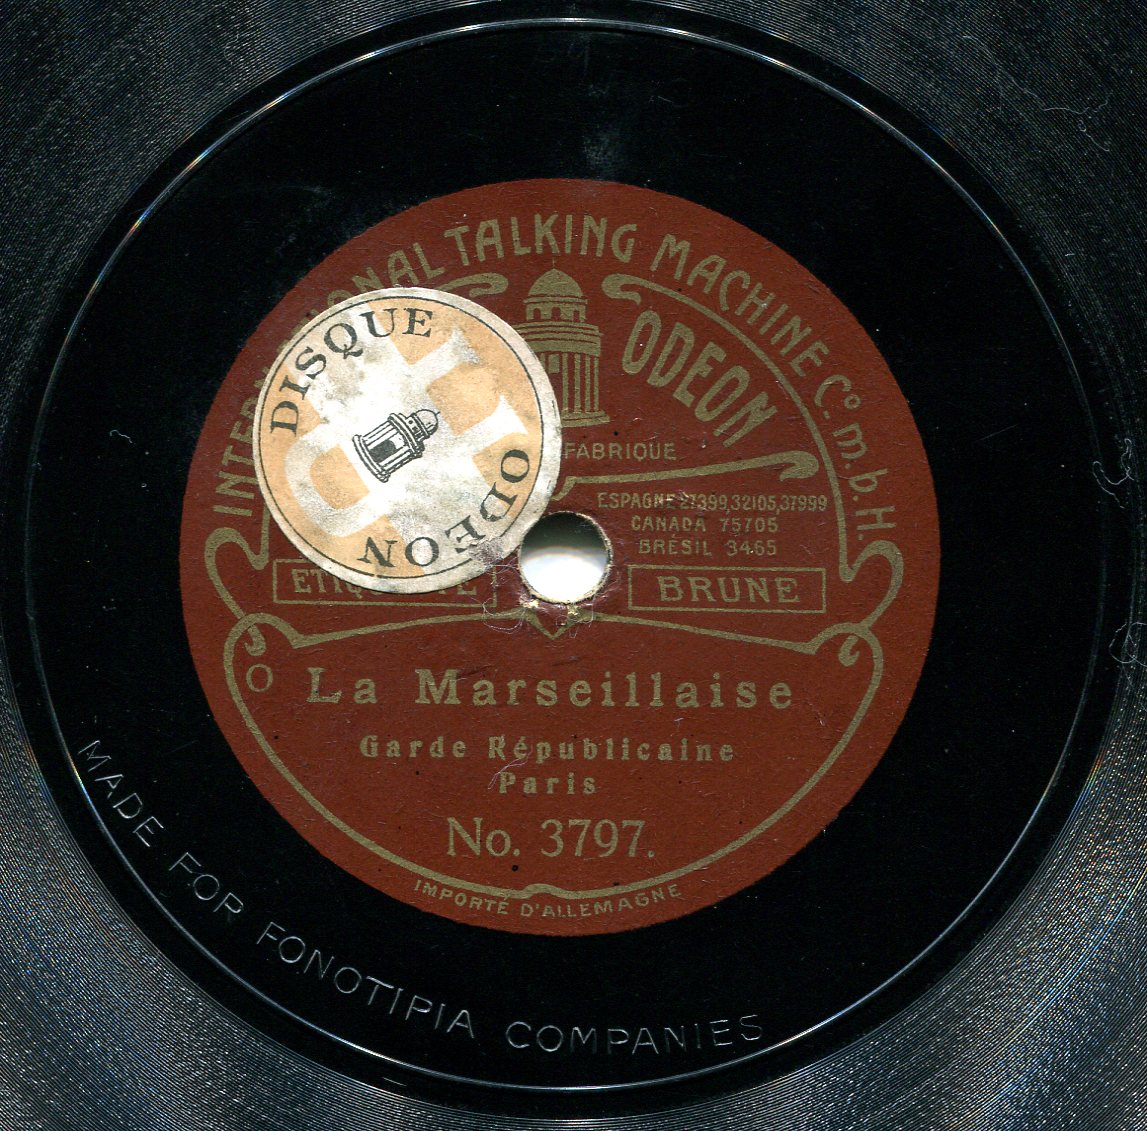 INTERNATIONAL TALKING MACHINE Co. m.b.H.
ODEON
DISQUE
ODEON
FABRIQUE
ESPAGNE 27399,32105,37999
CANADA 75705
BRÉSIL 3465
ETIQUETTE
BRUNE
O
La Marseillaise
Garde Républicaine
Paris
No. 3797.
IMPORTÉ D'ALLEMAGNE
MADE FOR FONOTIPIA COMPANIES